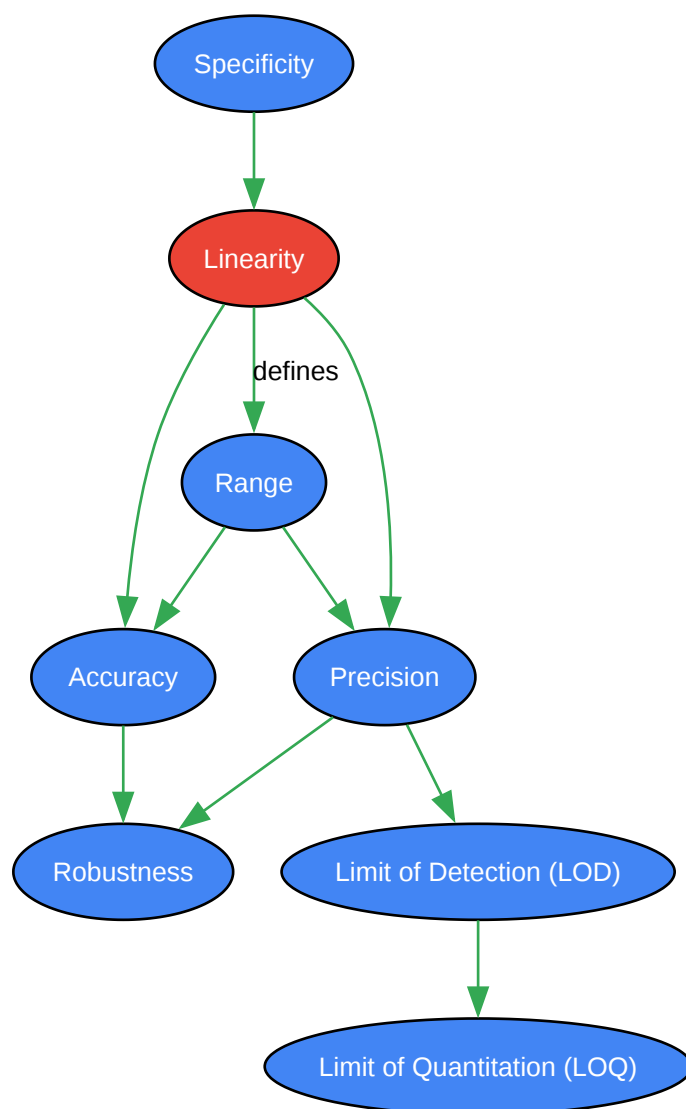 Specificity
Linearity
defines
Range
Accuracy
Precision
Robustness
Limit of Detection (LOD)
Limit of Quantitation (LOQ)